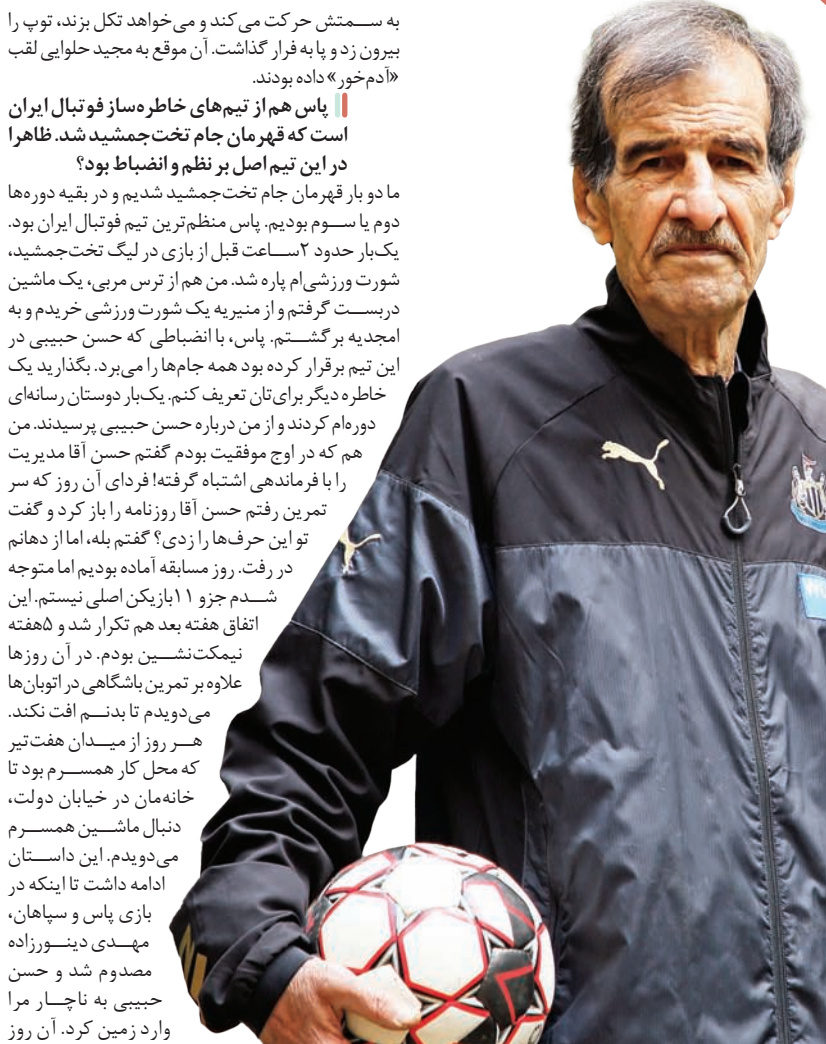 به سمتش حرکت می‌کند و می‌خواهد تکل بزند، توپ را
بیرون زد و پا به فرار گذاشت. آن موقع به مجید حلوایی لقب
«آدم‌خور» داده بودند.
پاس هم از تیم‌های خاطره‌ساز فوتبال ایران
است که قهرمان جام تخت‌جمشید شد. ظاهرا
در این تیم اصل بر نظم و انضباط بود؟
ما دو بار قهرمان جام تخت‌جمشید شدیم و در بقیه دوره‌ها
دوم یا سوم بودیم. پاس منظم‌ترین تیم فوتبال ایران بود.
یک‌بار حدود ۲ساعت قبل از بازی در لیگ تخت‌جمشید،
شورت ورزشی‌ام پاره شد. من هم از ترس مربی، یک ماشین
دربست گرفتم و از منیریه یک شورت ورزشی خریدم و به
امجدیه برگشتم. پاس، با انضباطی که حسن حبیبی در
این تیم برقرار کرده بود همه جام‌ها را می‌برد. بگذارید یک
خاطره دیگر برای‌تان تعریف کنم. یک‌بار دوستان رسانه‌ای
دوره‌ام کردند و از من درباره حسن حبیبی پرسیدند. من
هم که در اوج موفقیت بودم گفتم حسن آقا مدیریت
را با فرماندهی اشتباه گرفته! فردای آن روز که سر
تمرین رفتم حسن آقا روزنامه را باز کرد و گفت
تو این حرف‌ها را زدی؟ گفتم بله، اما از دهانم
در رفت. روز مسابقه آماده بودیم اما متوجه
شدم جزو ۱۱بازیکن اصلی نیستم. این
اتفاق هفته بعد هم تکرار شد و ۵هفته
نیمکت‌نشین بودم. در آن روزها
علاوه بر تمرین باشگاهی در اتوبان‌ها
می‌دویدم تا بدنم افت نکند.
هر روز از میدان هفت‌تیر
که محل کار همسرم بود تا
خانه‌مان در خیابان دولت،
دنبال ماشین همسرم
می‌دویدم. این داستان
ادامه داشت تا اینکه در
بازی پاس و سپاهان،
مهدی دینورزاده
مصدوم شد و حسن
حبیبی به ناچار مرا
وارد زمین کرد. آن روز